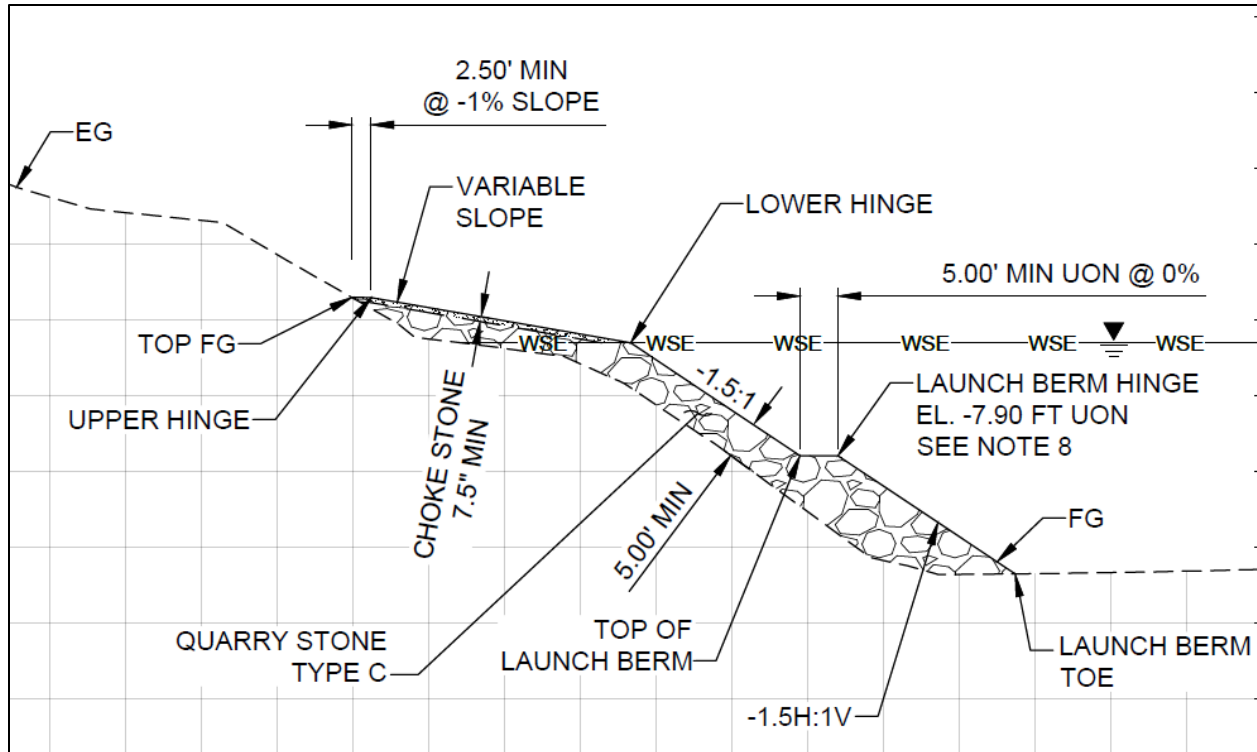 2.50' MIN
@ -1% SLOPE
EG
VARIABLE
SLOPE
LOWER HINGE
5.00' MIN UON @ 0%
TOP FG
WSE WSE WSE WSE WSE WSE
UPPER HINGE
CHOKE STONE
7.5" MIN
-1.5:1
LAUNCH BERM HINGE
EL. -7.90 FT UON
SEE NOTE 8
5.00' MIN
FG
QUARRY STONE
TYPE C
TOP OF
LAUNCH BERM
LAUNCH BERM
TOE
-1.5H:1V